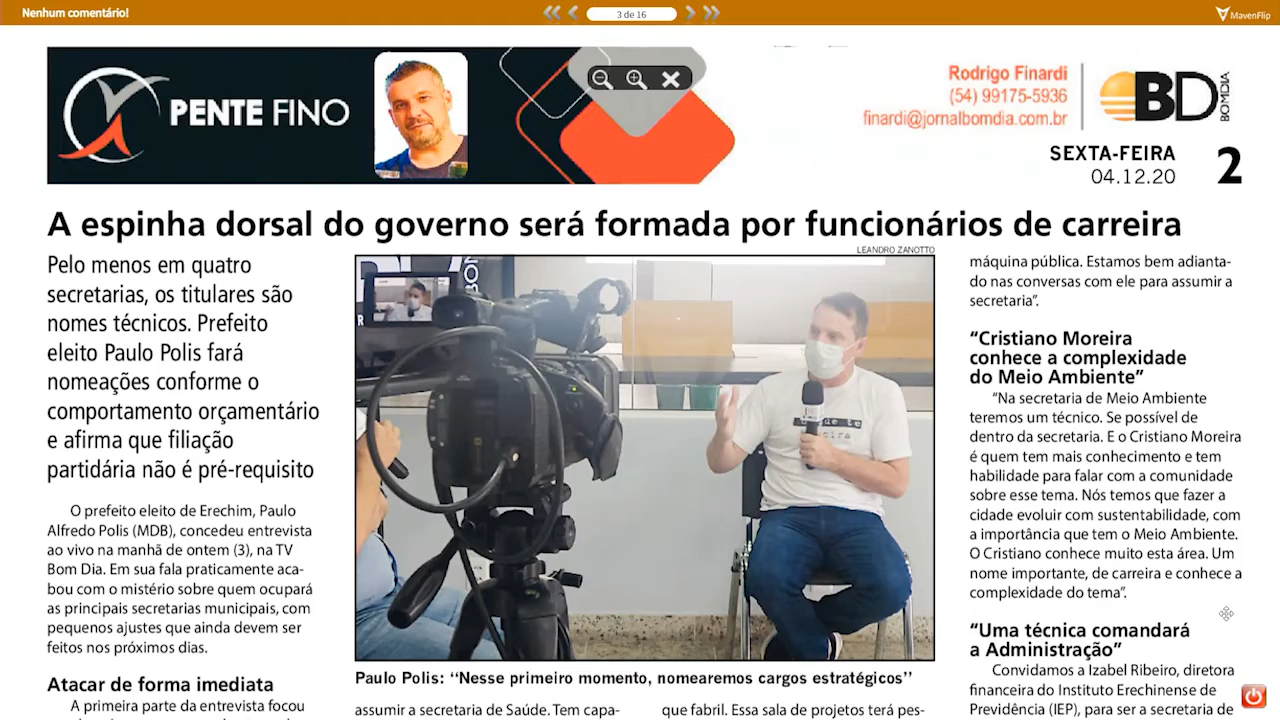 Nenhum comentário!
3 de 16
MavenFlip
PENTE FINO
Rodrigo Finardi
(54) 99175-5936
finardi@jornalbomdia.com.br
BD
BOM DIA
SEXTA-FEIRA
04.12.20
2
A espinha dorsal do governo será formada por funcionários de carreira
LEANDRO ZANOTTO
Pelo menos em quatro
secretarias, os titulares são
nomes técnicos. Prefeito
eleito Paulo Polis fará
nomeações conforme o
comportamento orçamentário
e afirma que filiação
partidária não é pré-requisito
O prefeito eleito de Erechim, Paulo
Alfredo Polis (MDB), concedeu entrevista
ao vivo na manhã de ontem (3), na TV
Bom Dia. Em sua fala praticamente aca-
bou com o mistério sobre quem ocupará
as principais secretarias municipais, com
pequenos ajustes que ainda devem ser
feitos nos próximos dias.
Atacar de forma imediata
A primeira parte da entrevista focou
Paulo Polis: “Nesse primeiro momento, nomearemos cargos estratégicos”
assumir a secretaria de Saúde. Tem capa-
que fabril. Essa sala de projetos terá pes-
máquina pública. Estamos bem adianta-
do nas conversas com ele para assumir a
secretaria”.
“Cristiano Moreira
conhece a complexidade
do Meio Ambiente”
“Na secretaria de Meio Ambiente
teremos um técnico. Se possível de
dentro da secretaria. E o Cristiano Moreira
é quem tem mais conhecimento e tem
habilidade para falar com a comunidade
sobre esse tema. Nós temos que fazer a
cidade evoluir com sustentabilidade, com
a importância que tem o Meio Ambiente.
O Cristiano conhece muito esta área. Um
nome importante, de carreira e conhece a
complexidade do tema”.
“Uma técnica comandará
a Administração”
Convidamos a Izabel Ribeiro, diretora
financeira do Instituto Erechinense de
Previdência (IEP), para ser a secretaria de